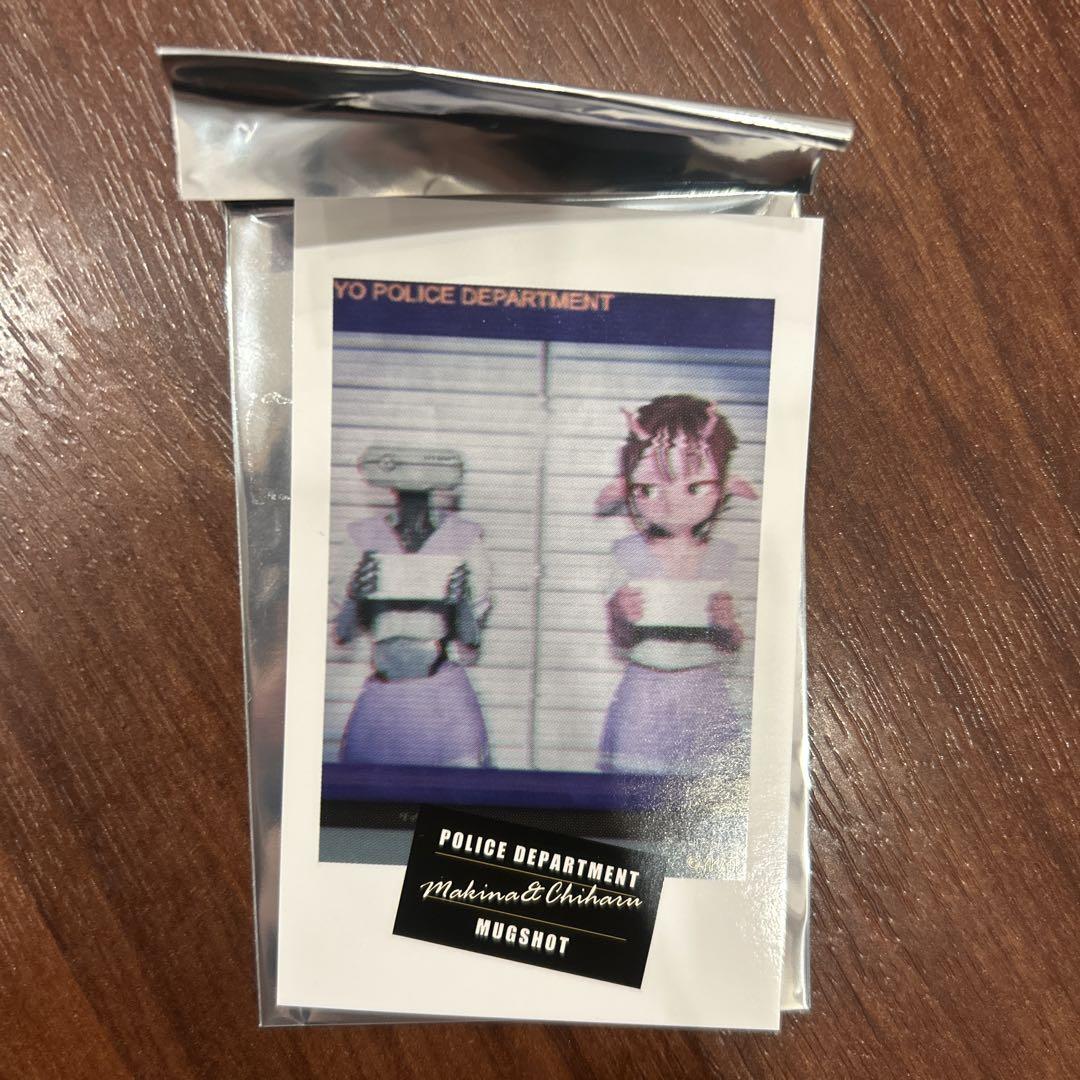 YO POLICE DEPARTMENT
POLICE DEPARTMENT
Makina&Chiharu
MUGSHOT